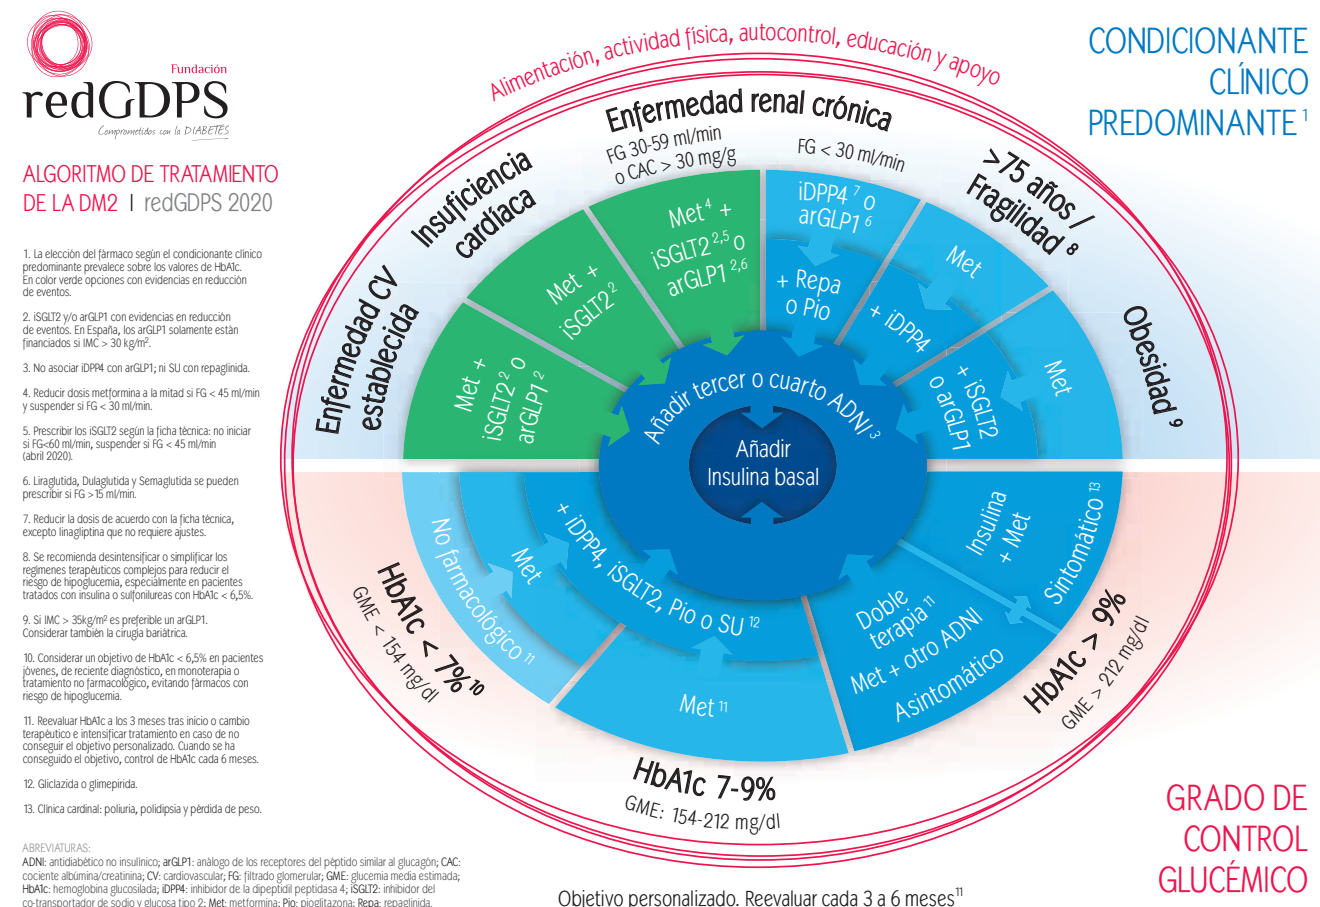 Fundación
redGDPS
Comprometidos con la DIABETES
ALGORITMO DE TRATAMIENTO
DE LA DM2 | redGDPS 2020
1. La elección del fármaco según el condicionante clínico
predominante prevalece sobre los valores de HbA1c.
En color verde opciones con evidencias en reducción
de eventos.
2. iSGLT2 y/o arGLP1 con evidencias en reducción
de eventos. En España, los arGLP1 solamente están
financiados si IMC > 30 kg/m².
3. No asociar iDPP4 con arGLP1; ni SU con repaglinida.
4. Reducir dosis metformina a la mitad si FG < 45 ml/min
y suspender si FG < 30 ml/min.
5. Prescribir los iSGLT2 según la ficha técnica: no iniciar
si FG<60 ml/min, suspender si FG < 45 ml/min
(abril 2020).
6. Liraglutida, Dulaglutida y Semaglutida se pueden
prescribir si FG >15 ml/min.
7. Reducir la dosis de acuerdo con la ficha técnica,
excepto linagliptina que no requiere ajustes.
8. Se recomienda desintensificar o simplificar los
regímenes terapéuticos complejos para reducir el
riesgo de hipoglucemia, especialmente en pacientes
tratados con insulina o sulfonilureas con HbA1c < 6,5%.
9. Si IMC > 35kg/m² es preferible un arGLP1.
Considerar también la cirugía bariátrica.
10. Considerar un objetivo de HbA1c < 6,5% en pacientes
jóvenes, de reciente diagnóstico, en monoterapia o
tratamiento no farmacológico, evitando fármacos con
riesgo de hipoglucemia.
11. Reevaluar HbA1c a los 3 meses tras inicio o cambio
terapéutico e intensificar tratamiento en caso de no
conseguir el objetivo personalizado. Cuando se ha
conseguido el objetivo, control de HbA1c cada 6 meses.
12. Gliclazida o glimepirida.
13. Clínica cardinal: poliuria, polidipsia y pérdida de peso.
ABREVIATURAS:
ADNI: antidiabético no insulínico; arGLP1: análogo de los receptores del péptido similar al glucagón; CAC:
cociente albúmina/creatinina; CV: cardiovascular; FG: filtrado glomerular; GME: glucemia media estimada;
HbA1c: hemoglobina glucosilada; iDPP4: inhibidor de la dipeptidil peptidasa 4; iSGLT2: inhibidor del
co-transportador de sodio y glucosa tipo 2; Met: metformina; Pio: pioglitazona; Repa: repaglinida.
Alimentación, actividad física, autocontrol, educación y apoyo
CONDICIONANTE
CLÍNICO
PREDOMINANTE 1
Enfermedad CV
establecida
Insuficiencia
cardíaca
Enfermedad renal crónica
FG 30-59 ml/min
o CAC > 30 mg/g
FG < 30 ml/min
>75 años /
Fragilidad 8
Obesidad 9
Met +
iSGLT2 2 o
arGLP1 2
Met +
iSGLT2 2
Met 4 +
iSGLT2 2,5 o
arGLP1 2,6
iDPP4 7 o
arGLP1 6
+ Repa
o Pio
Met
+ iDPP4
Met
+ iSGLT2
o arGLP1
Añadir tercer o cuarto ADNI 3
Añadir
Insulina basal
No farmacológico 11
Met
+ iDPP4, iSGLT2, Pio o SU 12
Met 11
Doble
terapia 11
Met + otro ADNI
Asintomático
Insulina
+ Met
Sintomático 13
HbA1c < 7% 10
GME < 154 mg/dl
HbA1c 7-9%
GME: 154-212 mg/dl
HbA1c > 9%
GME > 212 mg/dl
GRADO DE
CONTROL
GLUCÉMICO
Objetivo personalizado. Reevaluar cada 3 a 6 meses 11